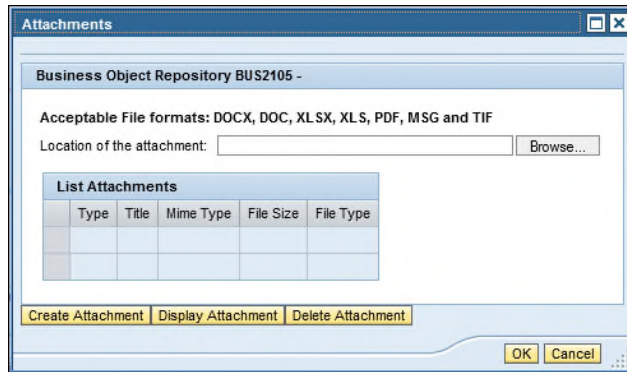 Attachments
Business Object Repository BUS2105 -
Acceptable File formats: DOCX, DOC, XLSX, XLS, PDF, MSG and TIF
Location of the attachment: Browse...
List Attachments
Type Title Mime Type File Size File Type
Create Attachment Display Attachment Delete Attachment
OK Cancel